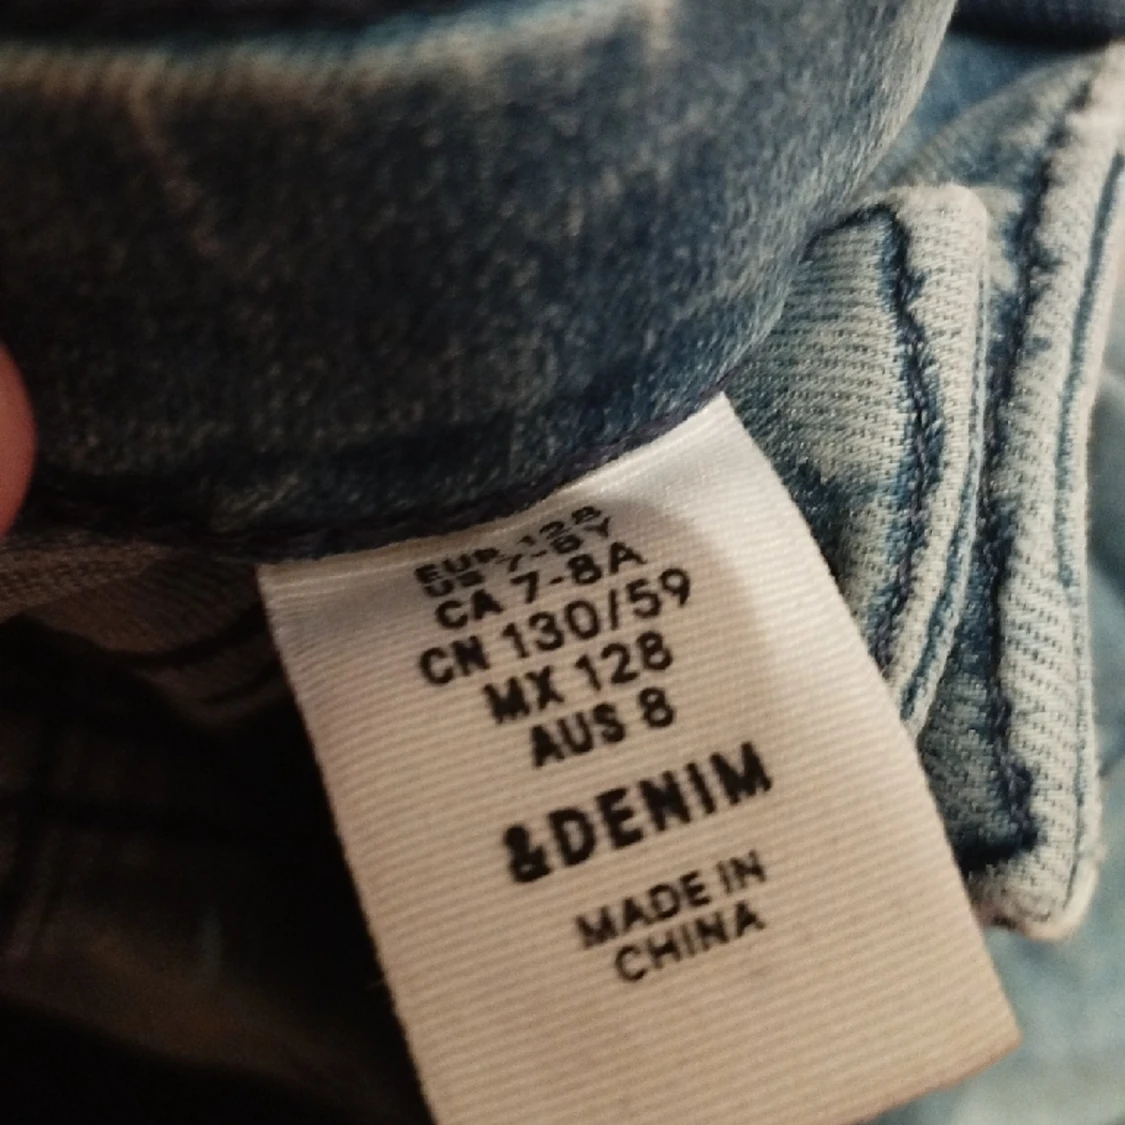 EUR 128
US 7-8Y
CA 7-8A
CN 130/59
MX 128
AUS 8
&DENIM
MADE IN
CHINA